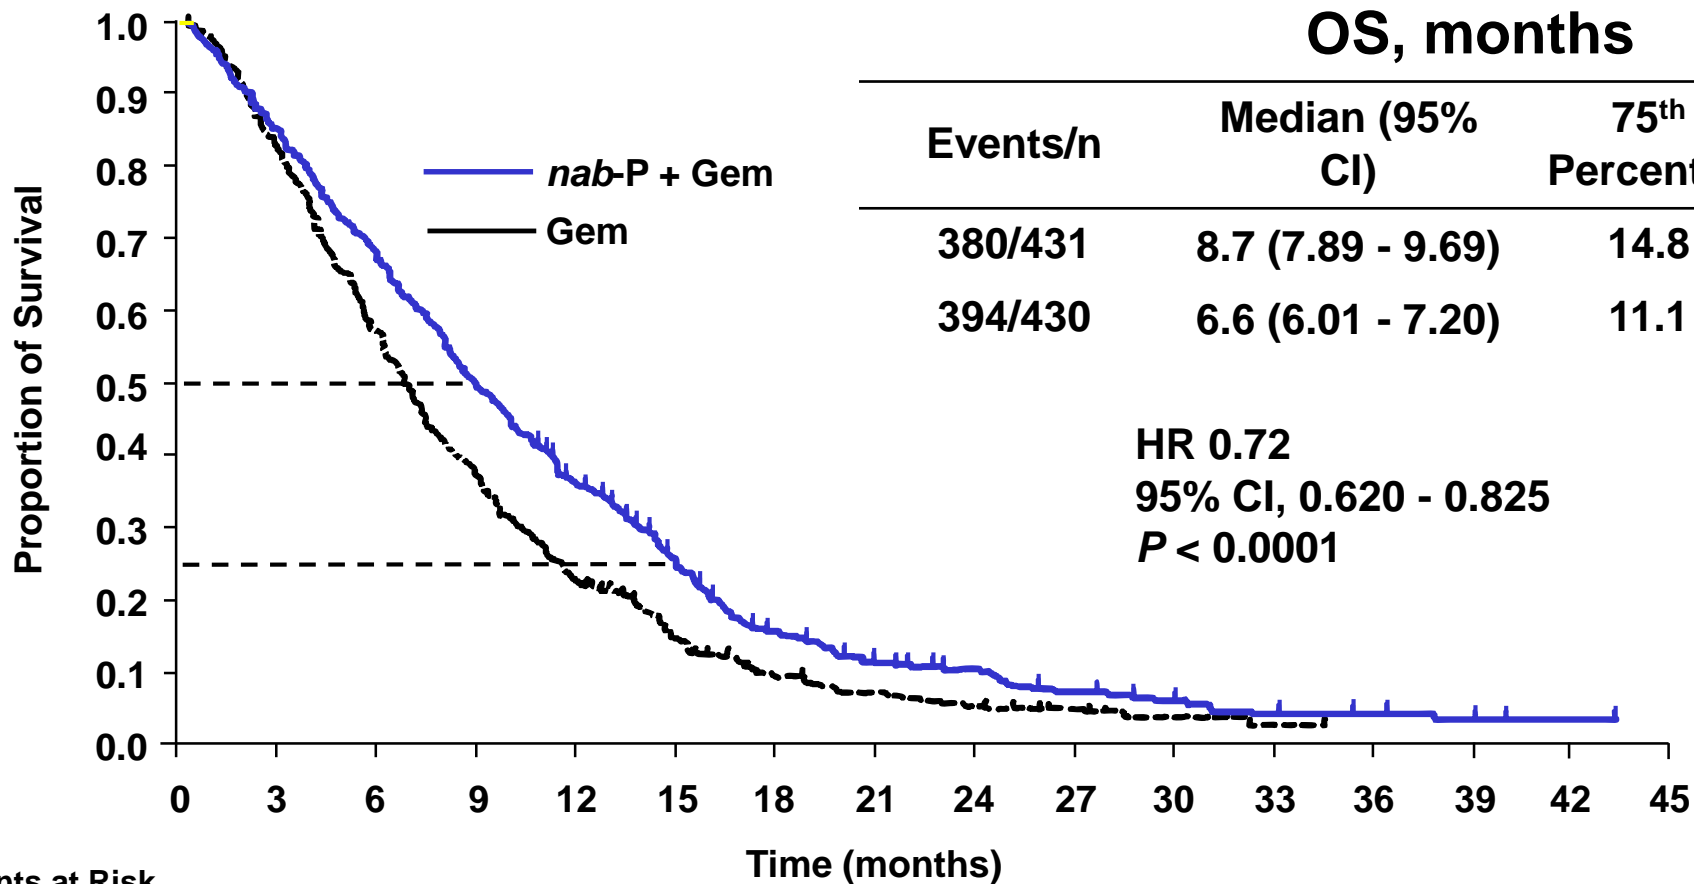 OS, months
Events/n
Median (95%
CI)
75th
Percent
380/431
8.7 (7.89 - 9.69)
14.8
394/430
6.6 (6.01 - 7.20)
11.1
nab-P + Gem
Gem
HR 0.72
95% CI, 0.620 - 0.825
P < 0.0001
Proportion of Survival
1.0
0.9
0.8
0.7
0.6
0.5
0.4
0.3
0.2
0.1
0.0
0 3 6 9 12 15 18 21 24 27 30 33 36 39 42 45
Time (months)
nts at Risk